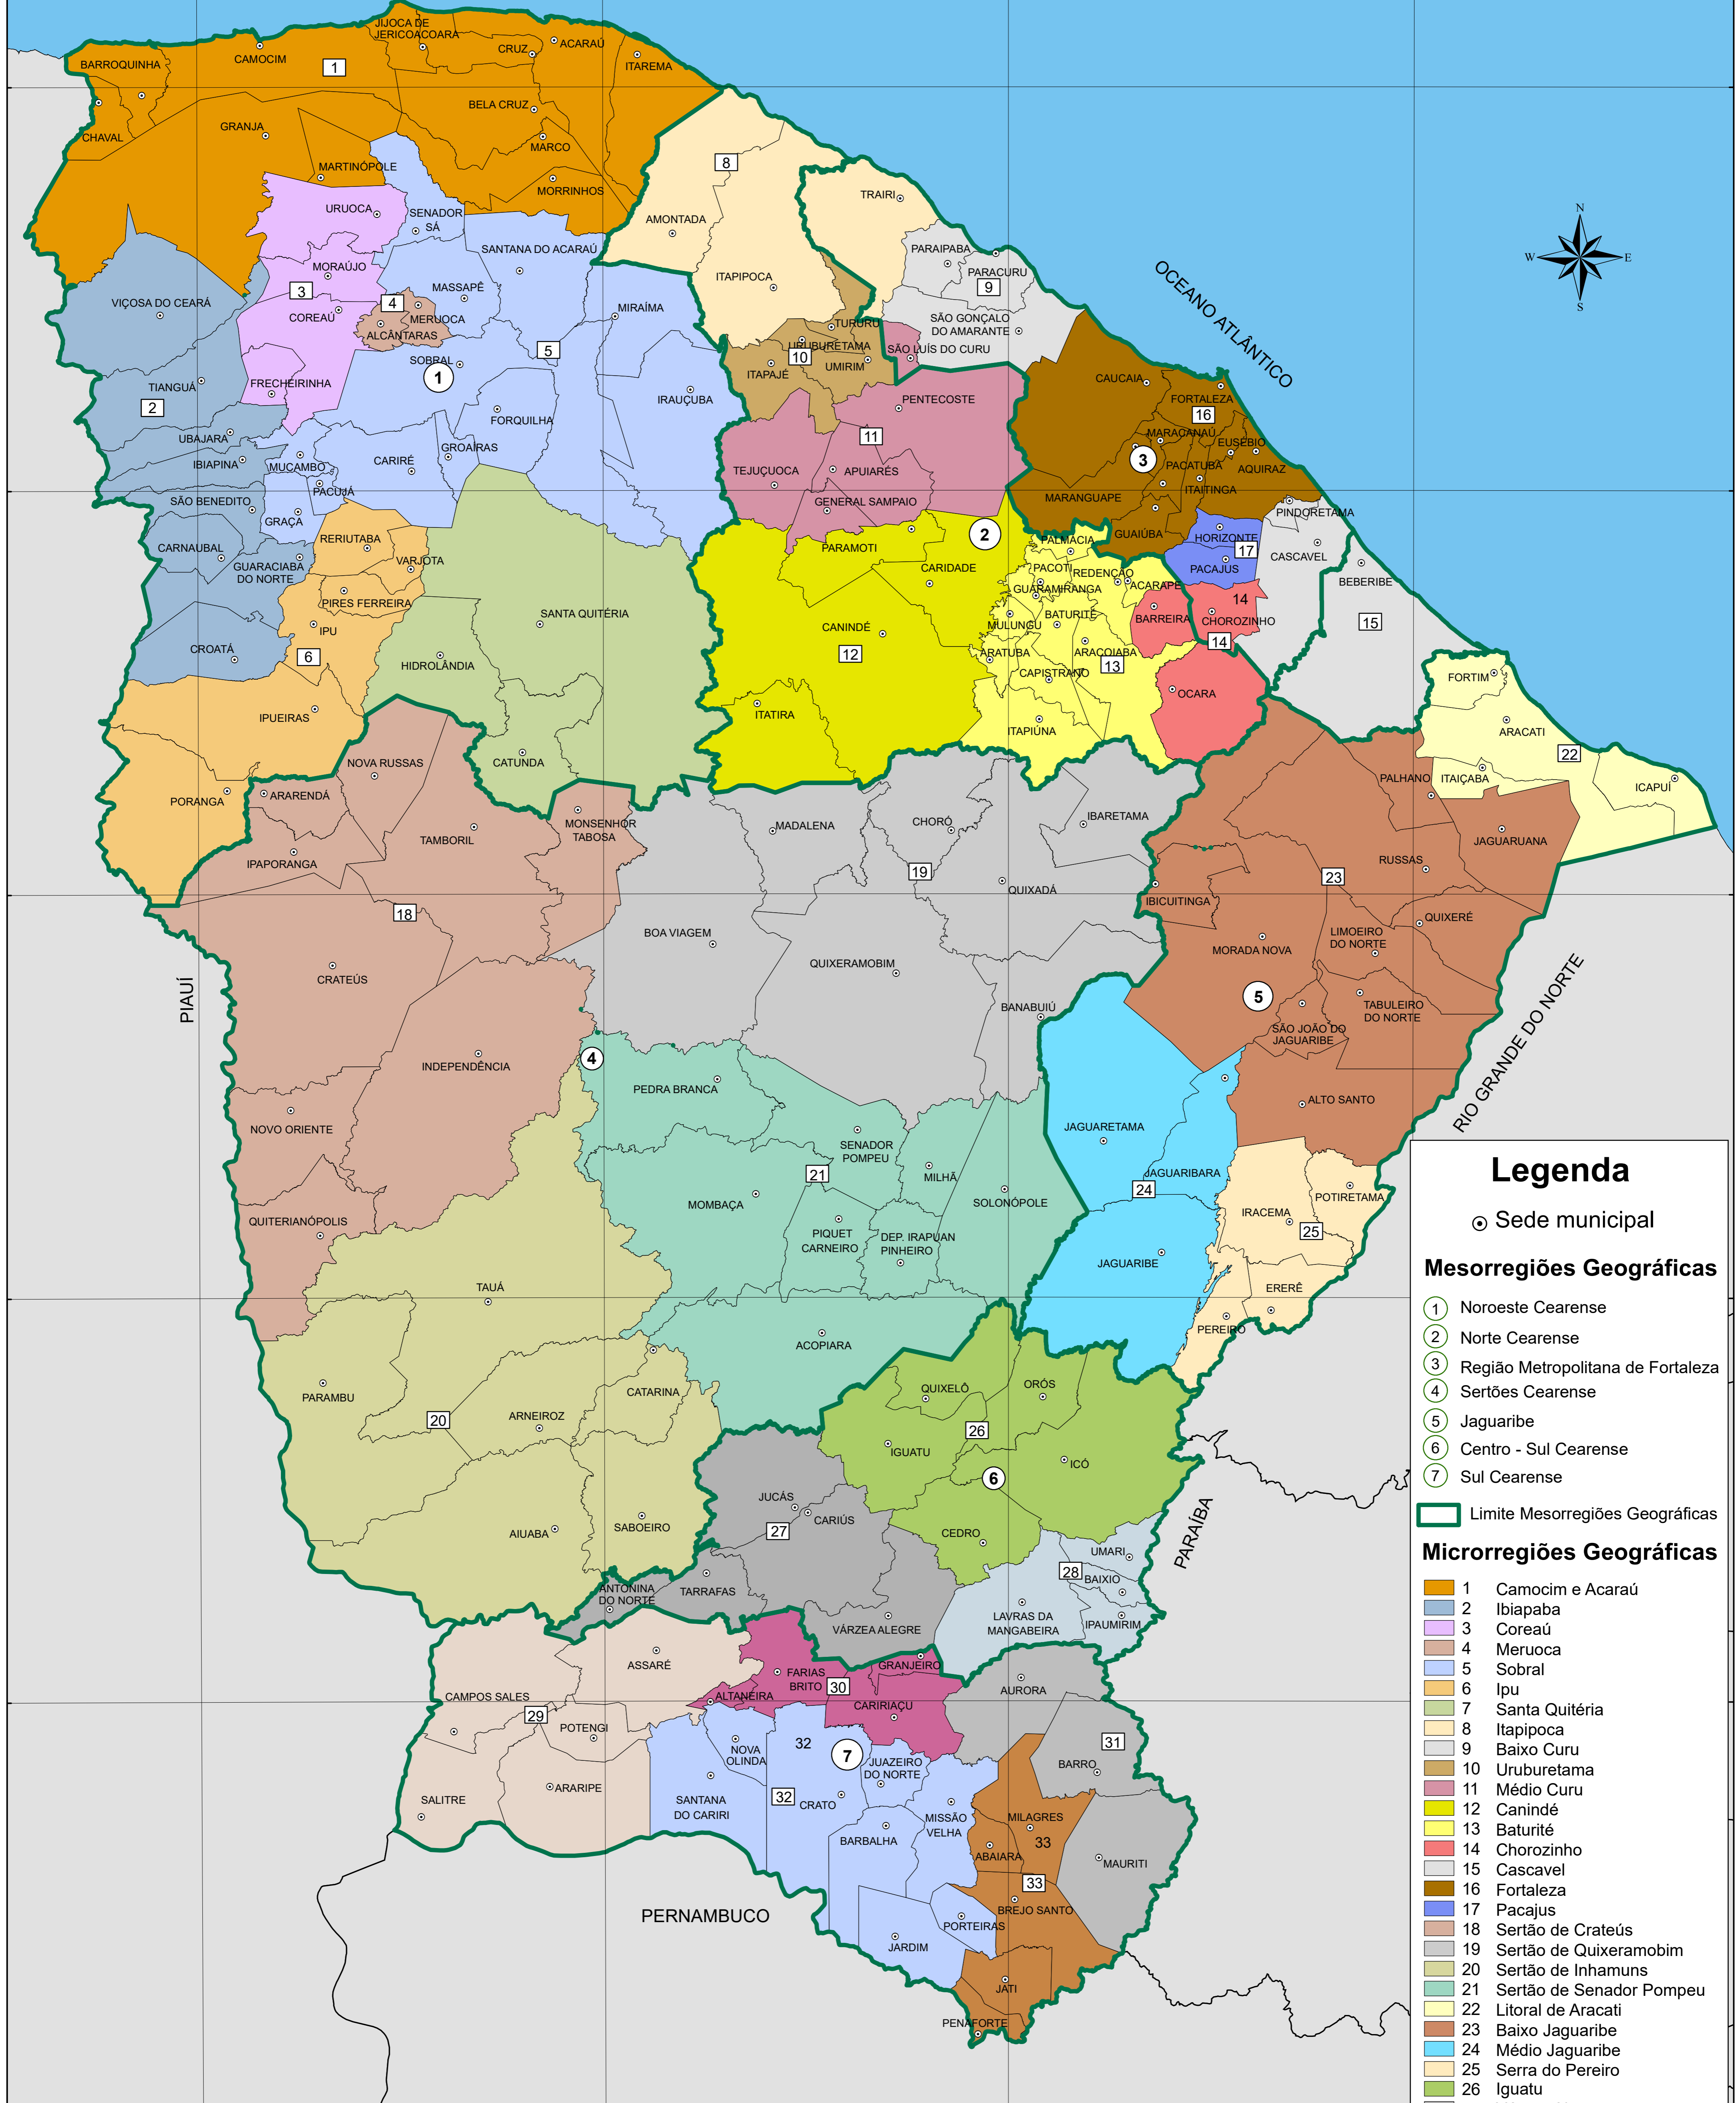 JIJOCA DE
JERICOACOARA
CRUZ
ACARAÚ
BARROQUINHA
CAMOCIM
1
ITAREMA
CHAVAL
GRANJA
BELA CRUZ
MARCO
MARTINÓPOLE
MORRINHOS
8
TRAIRI
URUOCA
SENADOR
SÁ
AMONTADA
SANTANA DO ACARAÚ
PARAIPABA
PARACURU
9
MORAÚJO
3
MASSAPÊ
ITAPIPOCA
VIÇOSA DO CEARÁ
4
MERUOCA
COREAÚ
ALCÂNTARAS
MIRAÍMA
SÃO GONÇALO
DO AMARANTE
TURURU
URUBURETAMA
SÃO LUÍS DO CURU
10
UMIRIM
ITAPAJÉ
5
SOBRAL
1
TIANGUÁ
FRECHEIRINHA
2
IRAUÇUBA
FORQUILHA
PENTECOSTE
CAUCAIA
FORTALEZA
16
OCEANO ATLÂNTICO
N
W
E
S
UBAJARA
IBIAPINA
MUCAMBO
PACUJÁ
CARIRÉ
GROAÍRAS
11
TEJUÇUOCA
APUIARÉS
GENERAL SAMPAIO
MARACANAÚ
EUSÉBIO
3
PACATUBA
AQUIRAZ
ITAITINGA
MARANGUAPE
SÃO BENEDITO
GRAÇA
PINDORETAMA
GUAIÚBA
HORIZONTE
17
CASCAVEL
PACAJUS
CARNAUBAL
GUARACIABA
DO NORTE
RERIUTABA
VARJOTA
PIRES FERREIRA
PARAMOTI
2
CARIDADE
PALMÁCIA
PACOTI
REDENÇÃO
GUARAMIRANGA
ACARAPE
BEBERIBE
15
IPU
SANTA QUITÉRIA
CANINDÉ
12
MULUNGU
BATURITÉ
BARREIRA
14
CHOROZINHO
14
CROATÁ
6
HIDROLÂNDIA
ARATUBA
ARACOIABA
13
CAPISTRANO
OCARA
FORTIM
IPUEIRAS
ITATIRA
ITAPIÚNA
ARACATI
22
CATUNDA
NOVA RUSSAS
PORANGA
ARARENDÁ
PALHANO
ITAIÇABA
ICAPUÍ
TAMBORIL
MONSENHOR
TABOSA
MADALENA
CHORÓ
IBARETAMA
JAGUARUANA
IPAPORANGA
19
RUSSAS
23
QUIXADÁ
IBICUITINGA
18
QUIXERÉ
BOA VIAGEM
MORADA NOVA
LIMOEIRO
DO NORTE
CRATEÚS
QUIXERAMOBIM
PIAUÍ
BANABUIÚ
5
TABULEIRO
DO NORTE
SÃO JOÃO DO
JAGUARIBE
RIO GRANDE DO NORTE
4
INDEPENDÊNCIA
PEDRA BRANCA
ALTO SANTO
NOVO ORIENTE
SENADOR
POMPEU
JAGUARETAMA
21
MILHÃ
JAGUARIBARA
24
MOMBAÇA
SOLONÓPOLE
POTIRETAMA
IRACEMA
25
QUITERIANÓPOLIS
PIQUET
CARNEIRO
DEP. IRAPUAN
PINHEIRO
JAGUARIBE
TAUÁ
ERERÊ
PEREIRO
ACOPIARA
PARAMBU
CATARINA
QUIXELÔ
ORÓS
20
ARNEIROZ
26
IGUATU
ICÓ
6
JUCÁS
CARIÚS
27
AIUABA
SABOEIRO
CEDRO
PARAÍBA
UMARI
28
BAIXIO
ANTONINA
DO NORTE
TARRAFAS
LAVRAS DA
MANGABEIRA
IPAUMIRIM
VÁRZEA ALEGRE
ASSARÉ
FARIAS
BRITO
30
GRANJEIRO
AURORA
CAMPOS SALES
ALTANEIRA
CARIRIAÇU
29
POTENGI
32
7
NOVA
OLINDA
JUAZEIRO
DO NORTE
31
BARRO
ARARIPE
SALITRE
SANTANA
DO CARIRI
32
CRATO
MISSÃO
VELHA
MILAGRES
33
BARBALHA
ABAIARA
MAURITI
33
BREJO SANTO
PERNAMBUCO
PORTEIRAS
JARDIM
JATI
PENAFORTE
Legenda
Sede municipal
Mesorregiões Geográficas
1 Noroeste Cearense
2 Norte Cearense
3 Região Metropolitana de Fortaleza
4 Sertões Cearense
5 Jaguaribe
6 Centro - Sul Cearense
7 Sul Cearense
Limite Mesorregiões Geográficas
Microrregiões Geográficas
1 Camocim e Acaraú
2 Ibiapaba
3 Coreaú
4 Meruoca
5 Sobral
6 Ipu
7 Santa Quitéria
8 Itapipoca
9 Baixo Curu
10 Uruburetama
11 Médio Curu
12 Canindé
13 Baturité
14 Chorozinho
15 Cascavel
16 Fortaleza
17 Pacajus
18 Sertão de Crateús
19 Sertão de Quixeramobim
20 Sertão de Inhamuns
21 Sertão de Senador Pompeu
22 Litoral de Aracati
23 Baixo Jaguaribe
24 Médio Jaguaribe
25 Serra do Pereiro
26 Iguatu